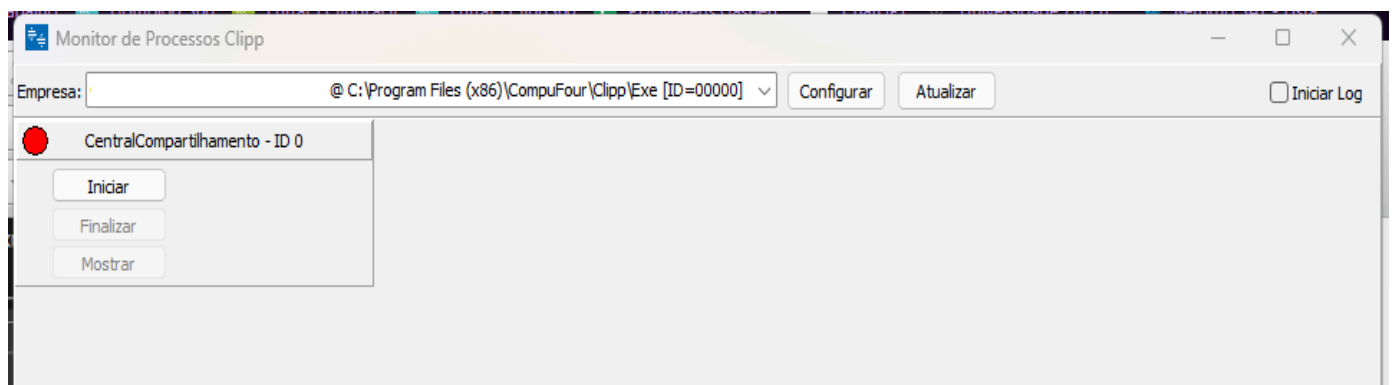 Monitor de Processos Clipp
Empresa: @ C:\Program Files (x86)\CompuFour\Clipp\Exe [ID=00000] Configurar Atualizar Iniciar Log
CentralCompartilhamento - ID 0
Iniciar
Finalizar
Mostrar